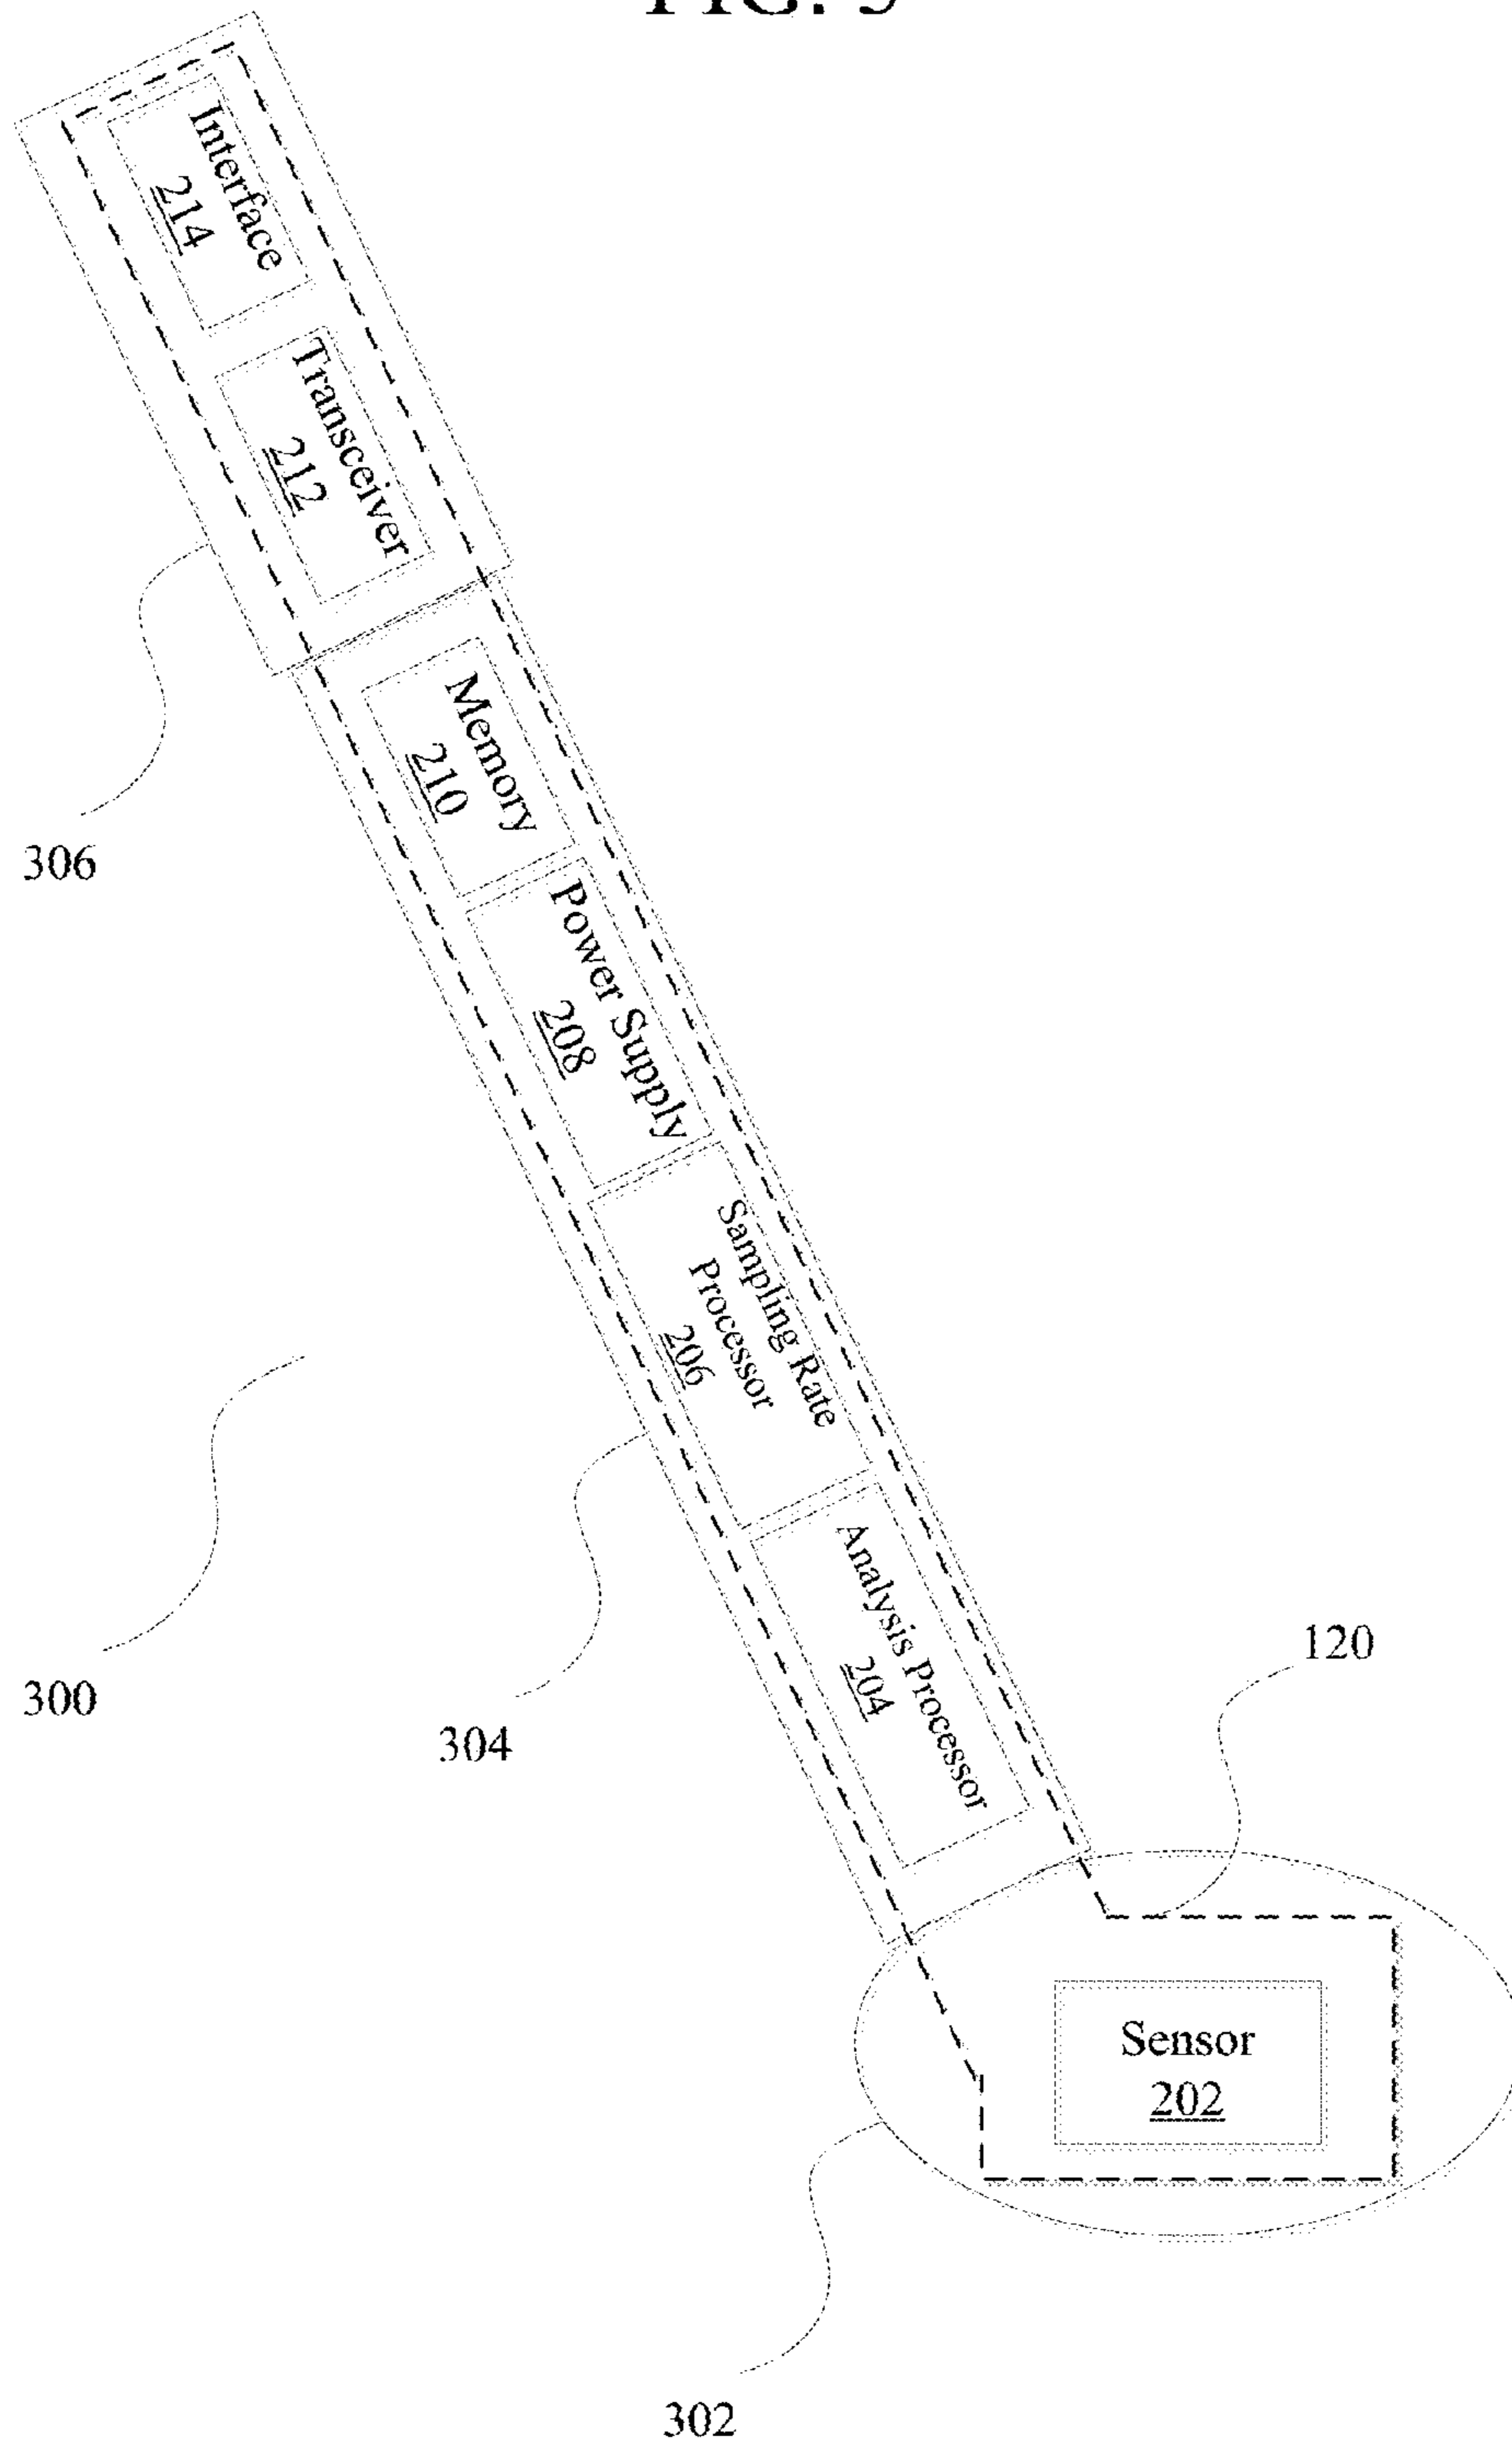 Interface
214
Transceiver
212
Memory
210
306
Power Supply
208
Sampling Rate
Processor
206
Analysis Processor
204
120
300
304
Sensor
202
302